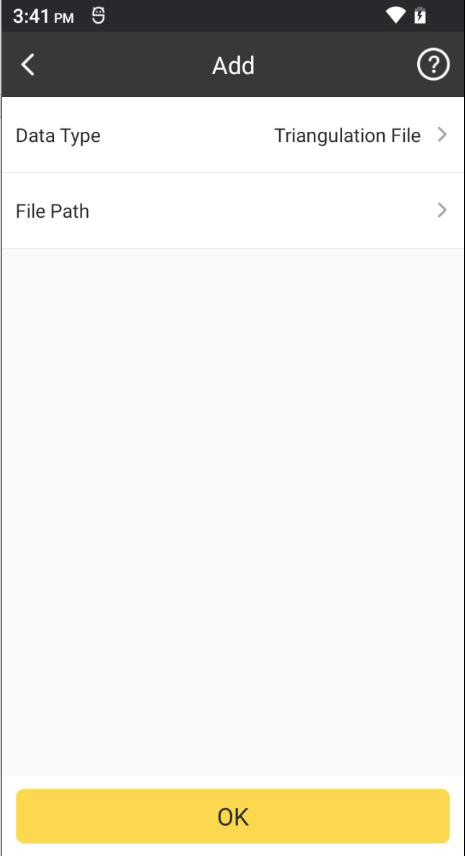 3:41 PM
Add
?
Data Type Triangulation File
File Path
OK